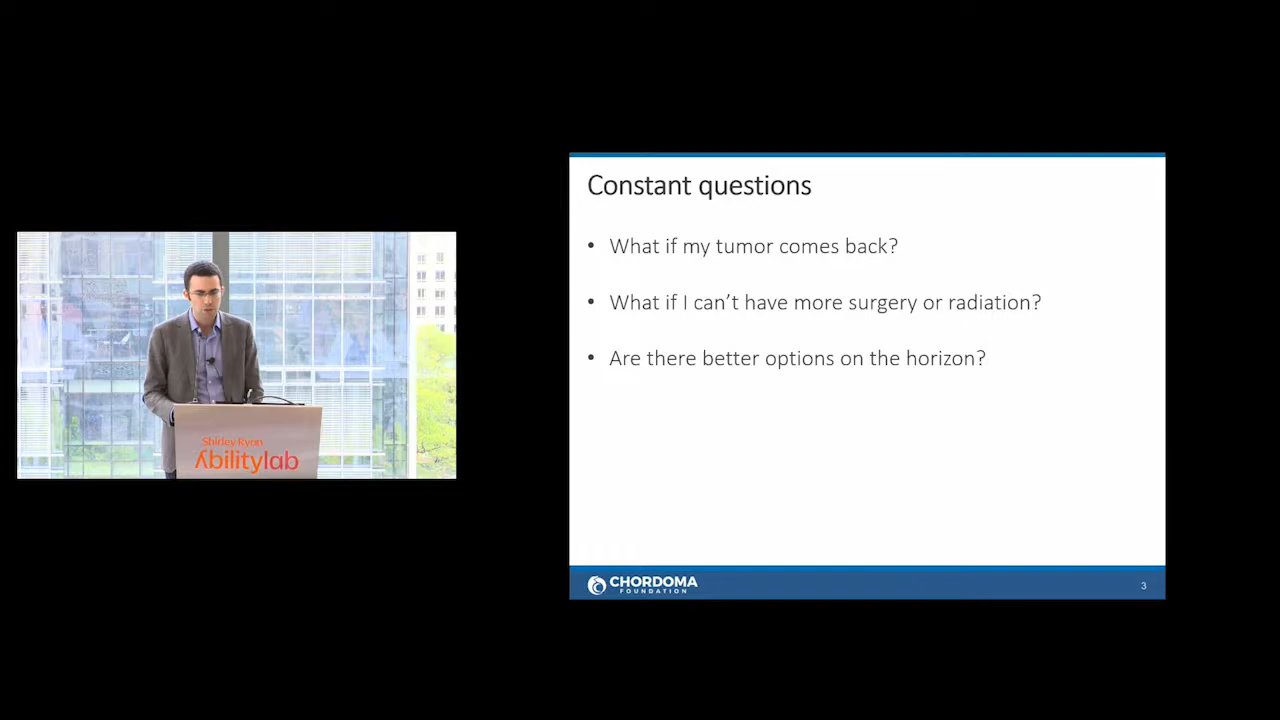 Constant questions
• What if my tumor comes back?
• What if I can’t have more surgery or radiation?
• Are there better options on the horizon?
Shirley Ryan
Abilitylab
CHORDOMA
FOUNDATION
3